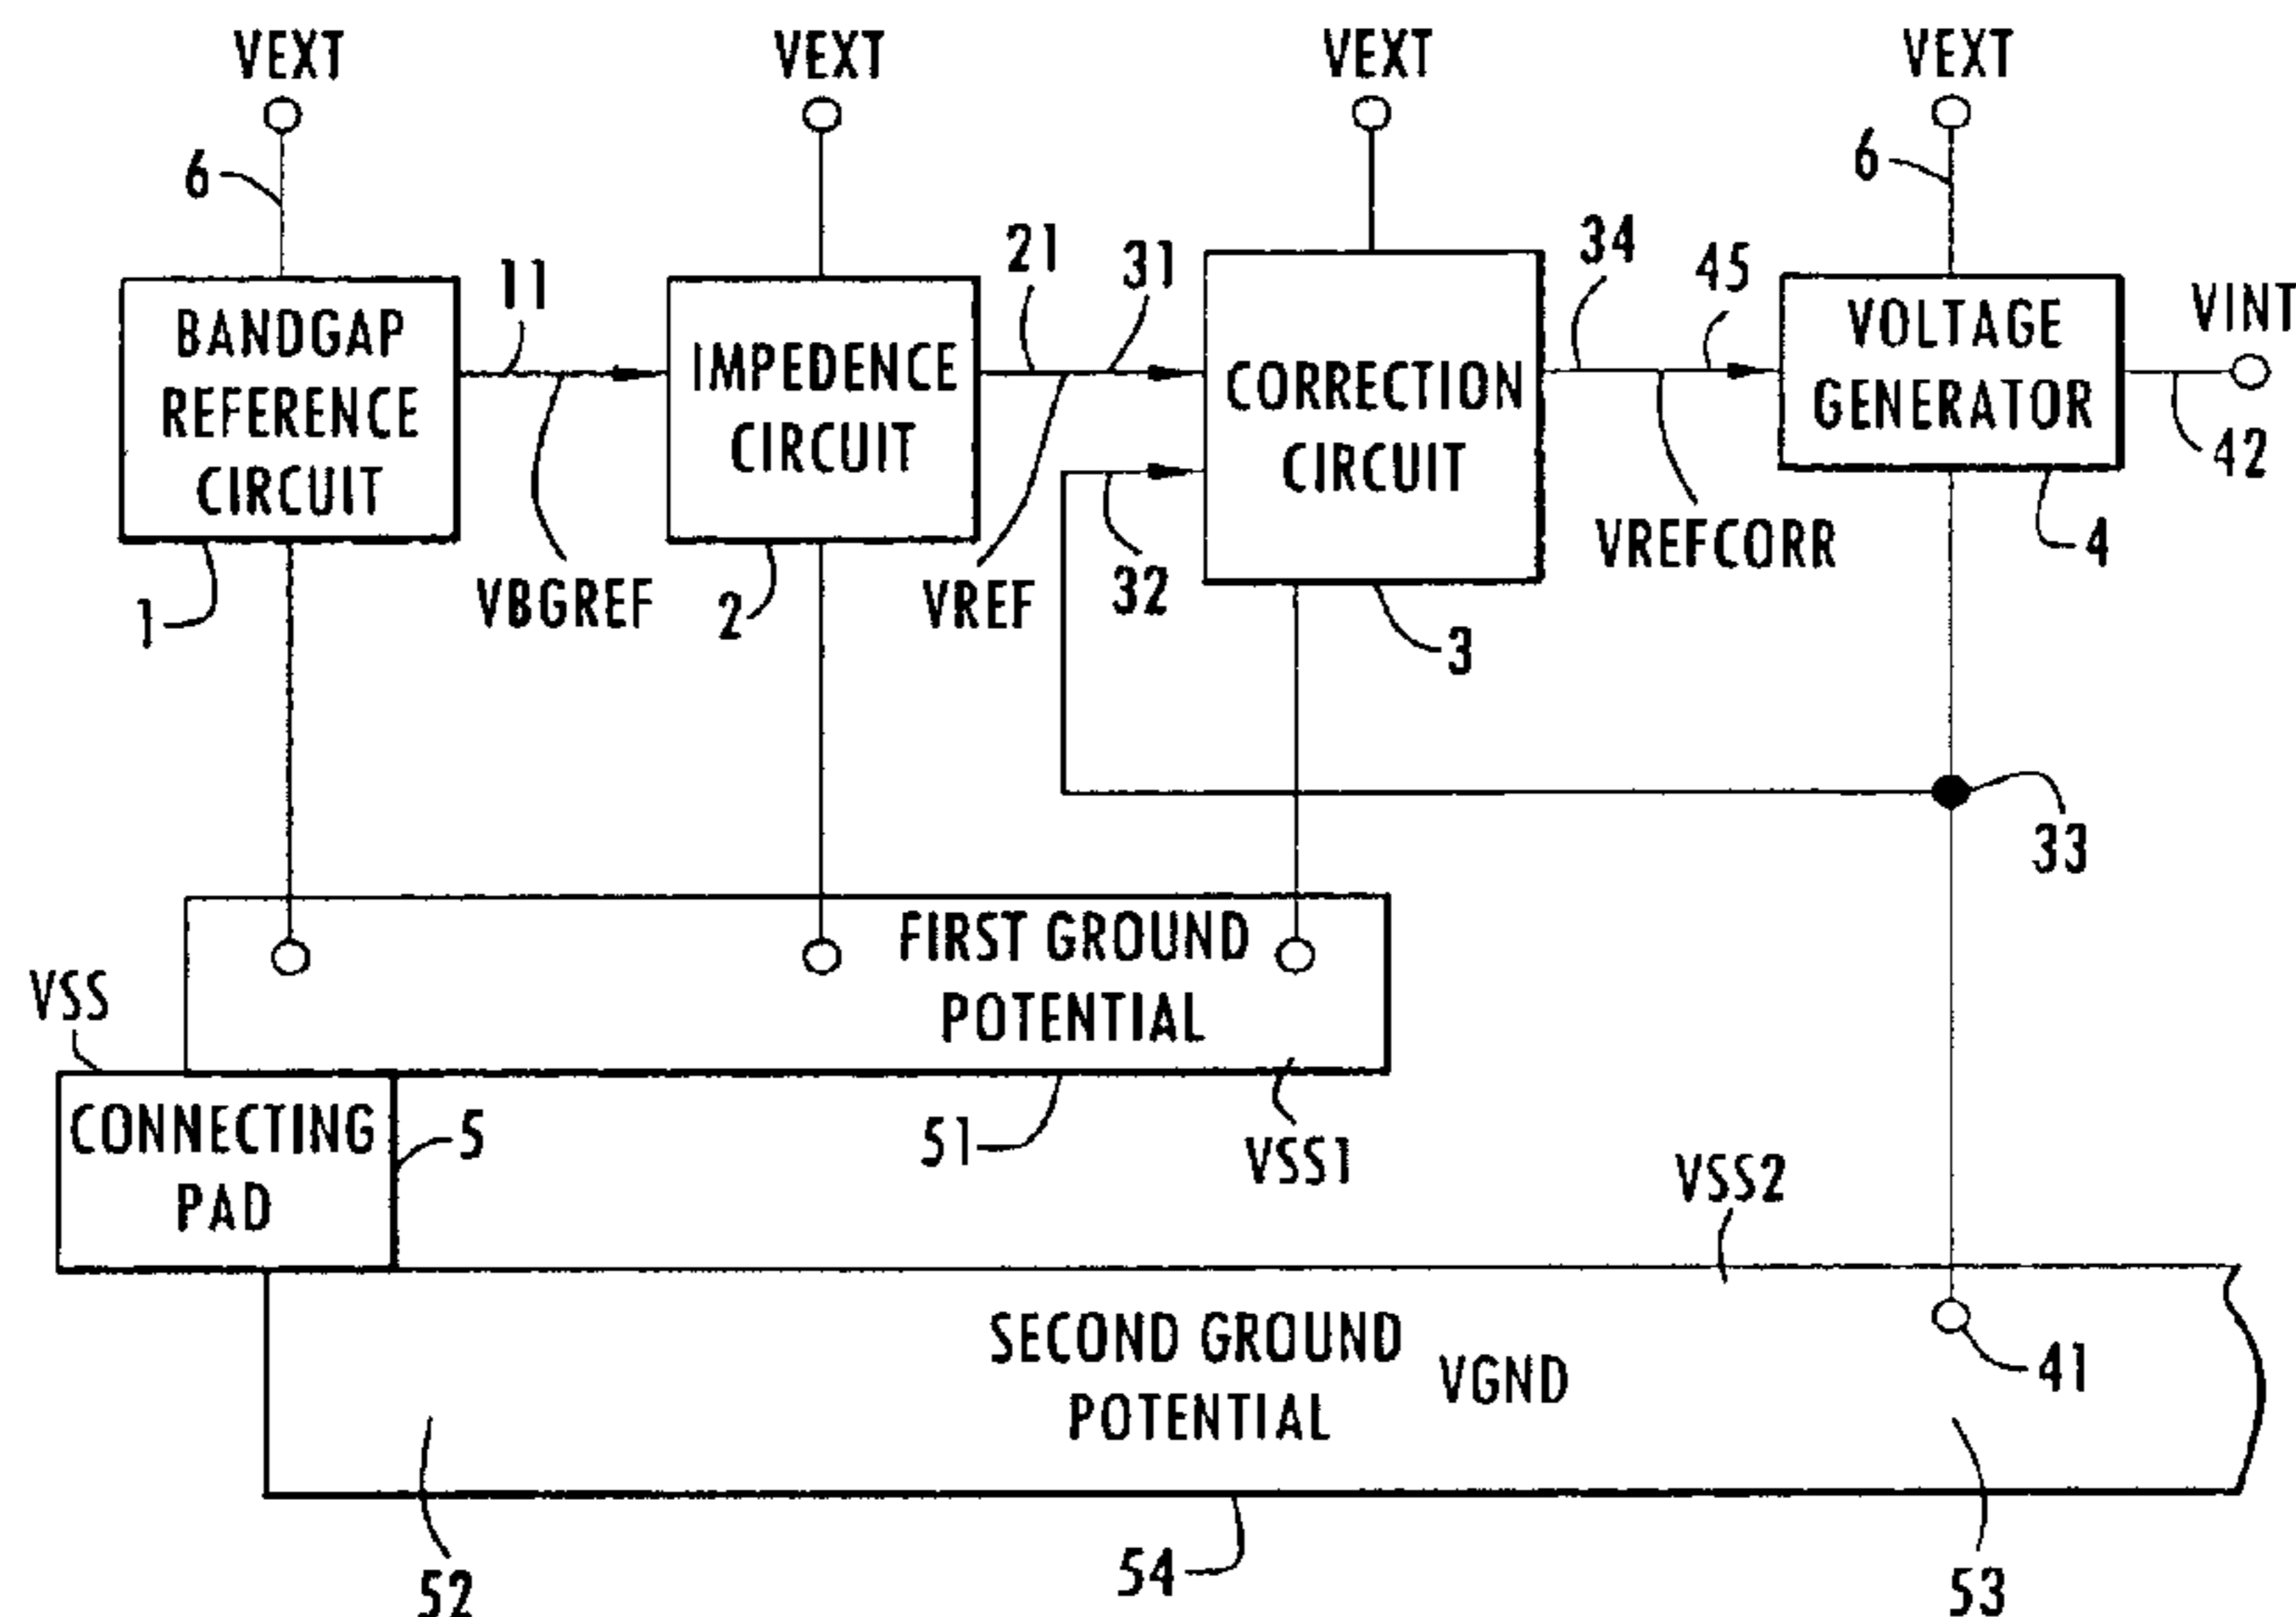 VEXT VEXT VEXT VEXT
6 6
11 21 31 34 45
BANDGAP
REFERENCE
CIRCUIT
IMPEDENCE
CIRCUIT
CORRECTION
CIRCUIT
VOLTAGE
GENERATOR
VINT
42
1 VBGREF 2 VREF 32 3 VREFCORR 4
33
FIRST GROUND
POTENTIAL
VSS
CONNECTING
PAD
5 51 VSS1 VSS2
SECOND GROUND
POTENTIAL
VGND
41
52 54 53